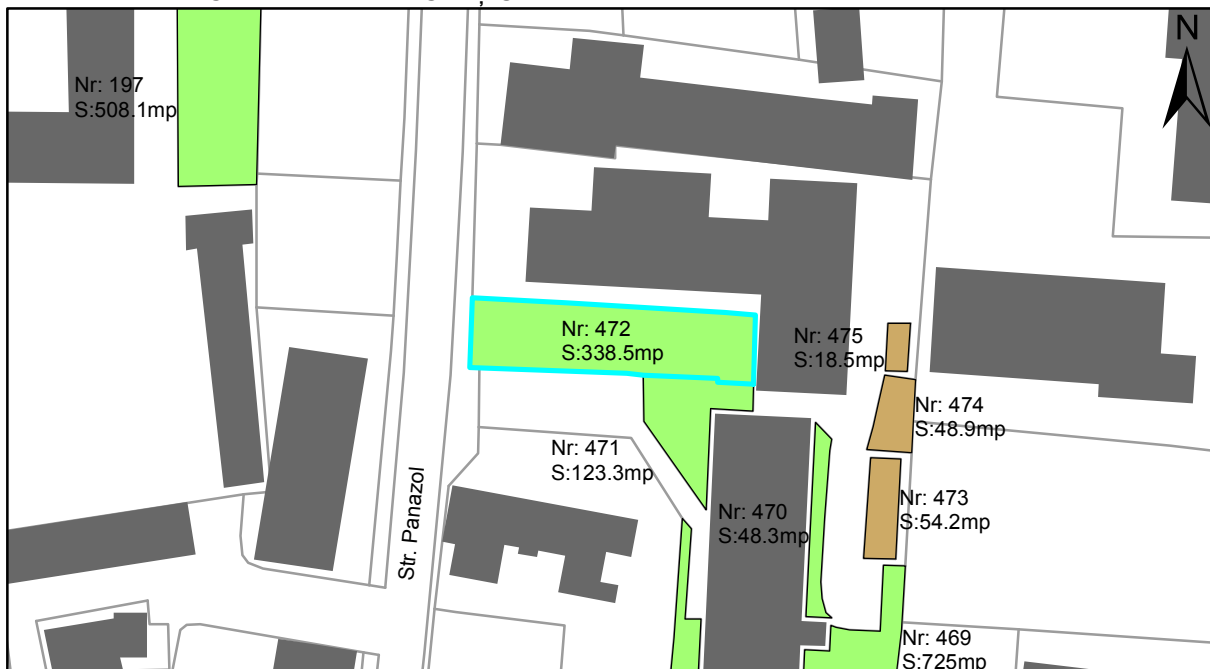 N
Nr: 197
S:508.1mp
Nr: 472
S:338.5mp
Nr: 475
S:18.5mp
Nr: 474
S:48.9mp
Nr: 471
S:123.3mp
Nr: 473
S:54.2mp
Nr: 470
S:48.3mp
Str. Panazol
Nr: 469
S:725mp